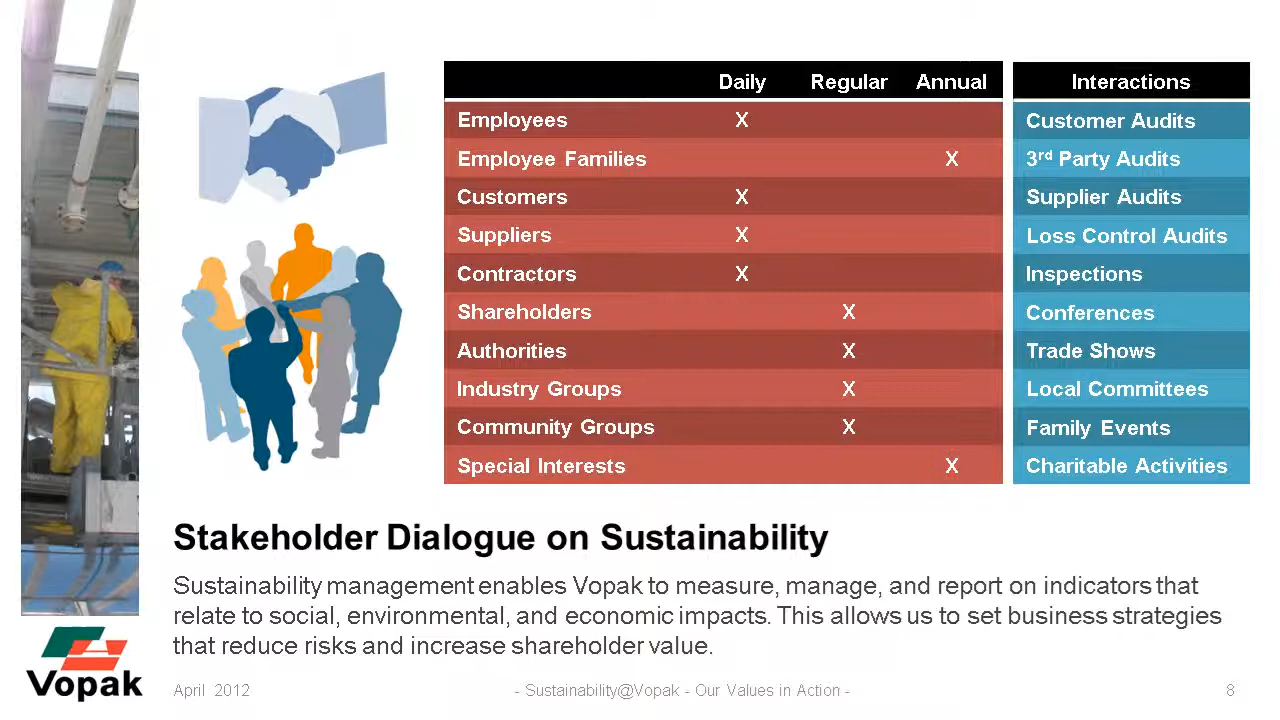 Daily Regular Annual
Employees X
Employee Families X
Customers X
Suppliers X
Contractors X
Shareholders X
Authorities X
Industry Groups X
Community Groups X
Special Interests X
Interactions
Customer Audits
3rd Party Audits
Supplier Audits
Loss Control Audits
Inspections
Conferences
Trade Shows
Local Committees
Family Events
Charitable Activities
Stakeholder Dialogue on Sustainability
Sustainability management enables Vopak to measure, manage, and report on indicators that
relate to social, environmental, and economic impacts. This allows us to set business strategies
that reduce risks and increase shareholder value.
Vopak
April 2012 - Sustainability@Vopak - Our Values in Action - 8